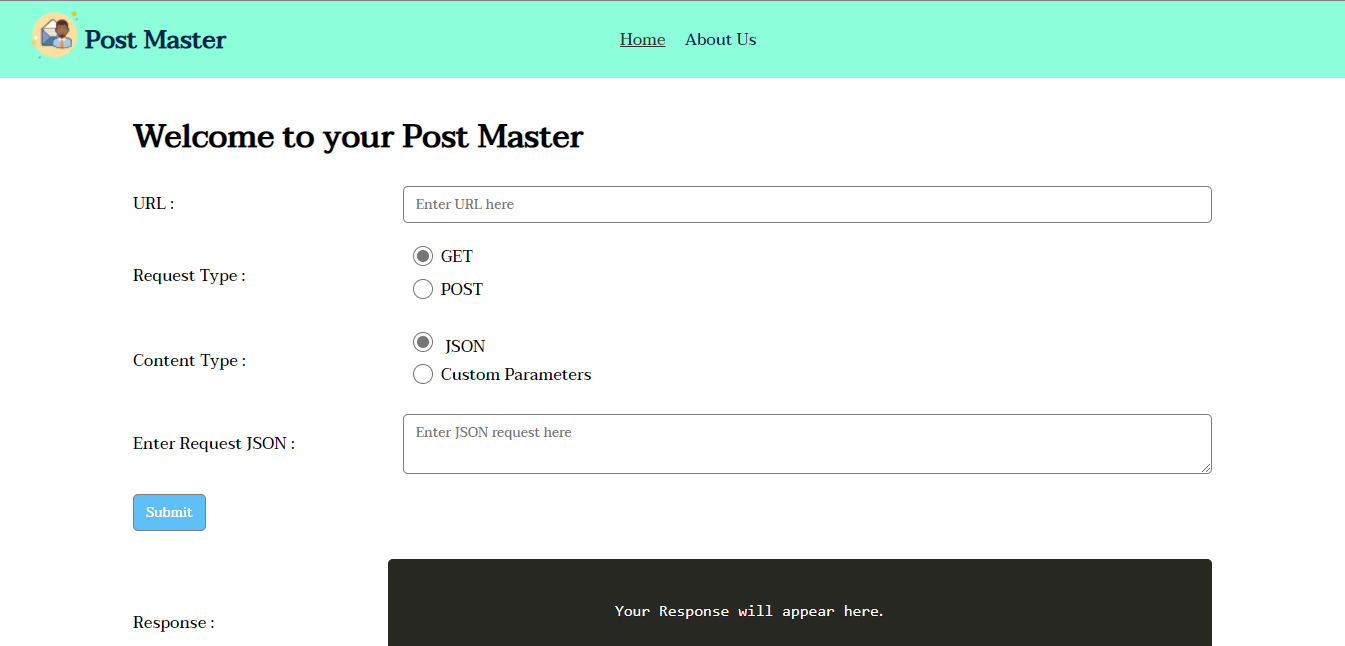 Post Master
Home
About Us
Welcome to your Post Master
URL :
Enter URL here
Request Type :
GET
POST
Content Type :
JSON
Custom Parameters
Enter Request JSON :
Enter JSON request here
Submit
Response :
Your Response will appear here.